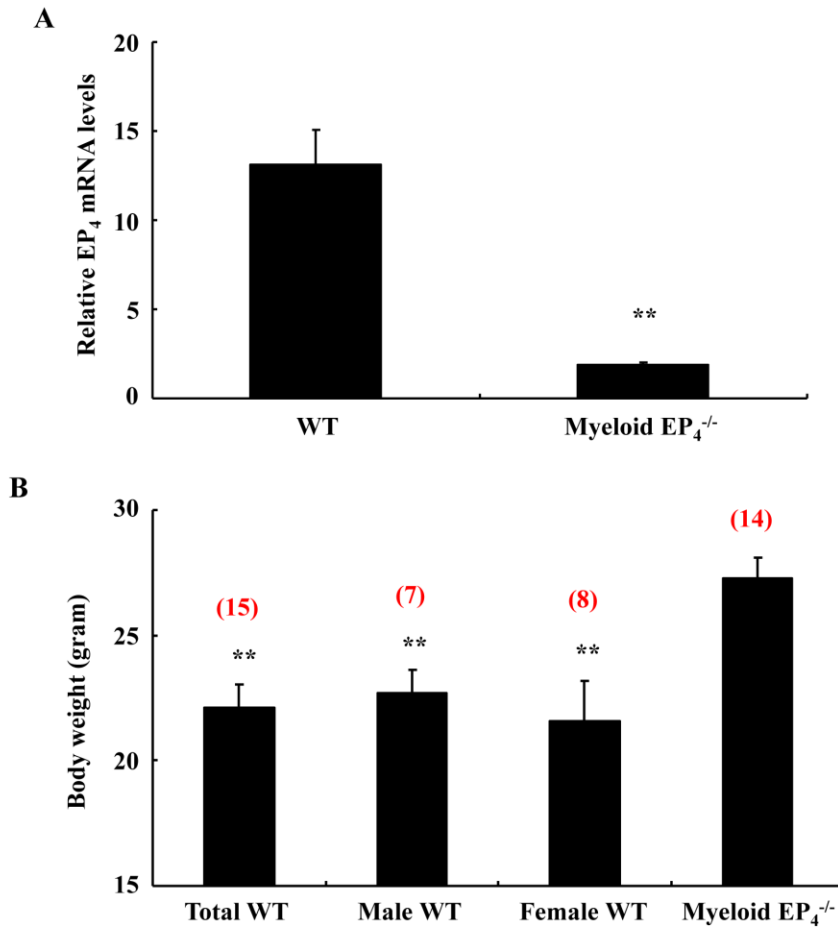 A
Relative EP₄ mRNA levels
20
15
10
5
0
**
WT
Myeloid EP₄⁻/⁻
B
Body weight (gram)
30
25
20
15
(15)
(7)
(8)
(14)
**
**
**
Total WT
Male WT
Female WT
Myeloid EP₄⁻/⁻